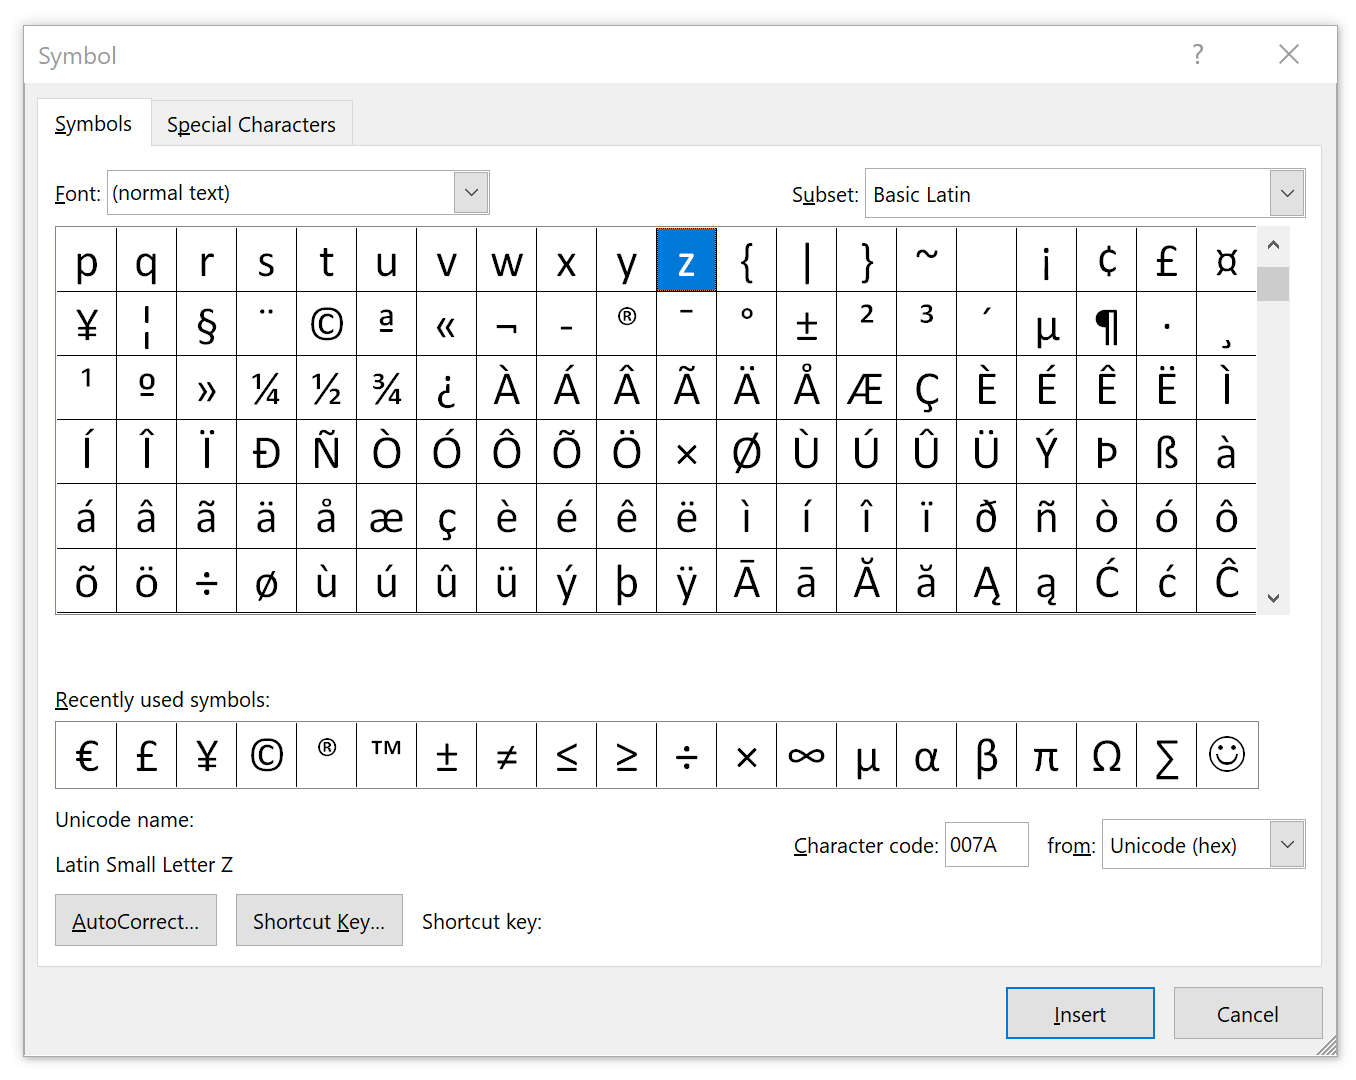 Symbol ?
Symbols Special Characters
Font: (normal text) Subset: Basic Latin
p q r s t u v w x y z { | } ~ ¡ ¢ £ ¤
¥ ¦ § ¨ © ª « ¬ - ® ¯ ° ± ² ³ ´ µ ¶ · ¸
¹ º » ¼ ½ ¾ ¿ À Á Â Ã Ä Å Æ Ç È É Ê Ë Ì
Í Î Ï Ð Ñ Ò Ó Ô Õ Ö × Ø Ù Ú Û Ü Ý Þ ß à
á â ã ä å æ ç è é ê ë ì í î ï ð ñ ò ó ô
õ ö ÷ ø ù ú û ü ý þ ÿ Ā ā Ă ă Ą ą Ć ć Ĉ
Recently used symbols:
€ £ ¥ © ® ™ ± ≠ ≤ ≥ ÷ × ∞ µ α β π Ω ∑ ☺
Unicode name:
Latin Small Letter Z
Character code: 007A from: Unicode (hex)
AutoCorrect... Shortcut Key... Shortcut key:
Insert Cancel